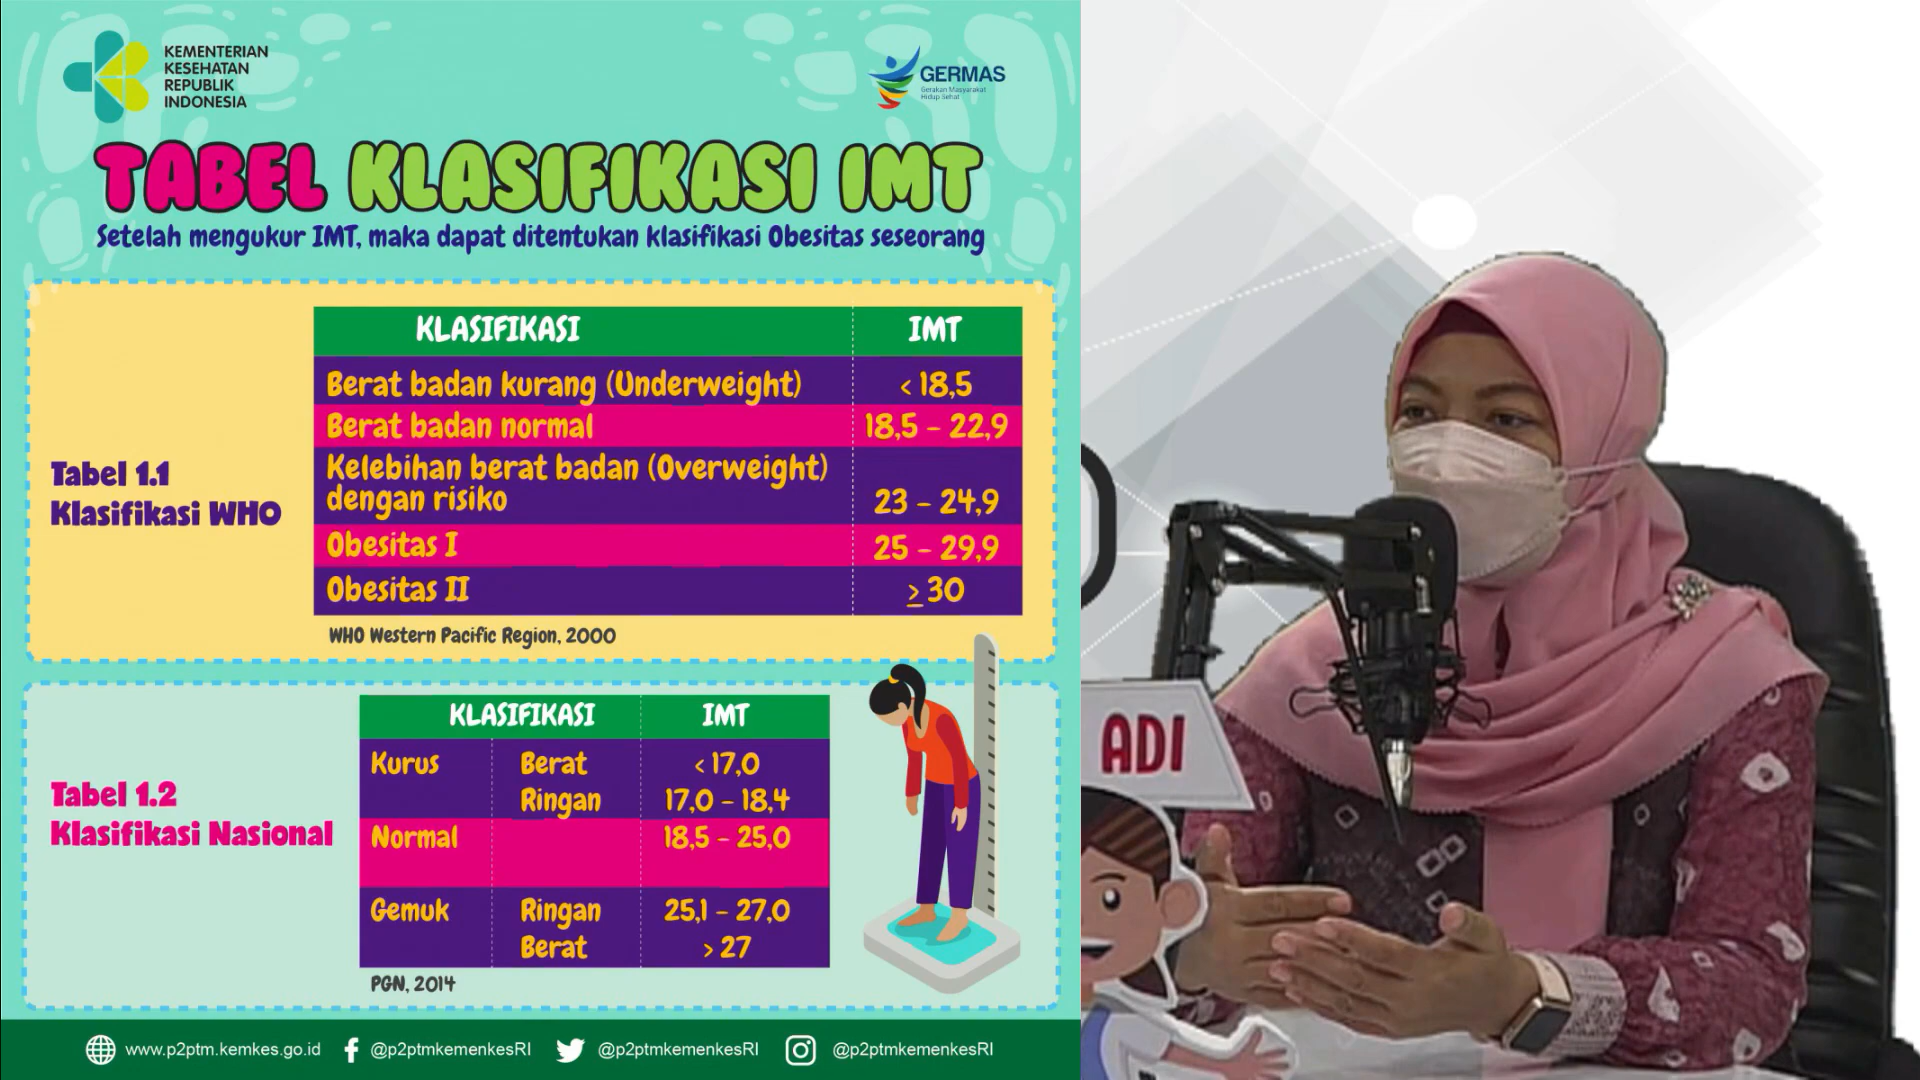 KEMENTERIAN
KESEHATAN
REPUBLIK
INDONESIA
GERMAS
Gerakan Masyarakat
Hidup Sehat
TABEL KLASIFIKASI IMT
Setelah mengukur IMT, maka dapat ditentukan klasifikasi Obesitas seseorang
Tabel 1.1
Klasifikasi WHO
KLASIFIKASI IMT
Berat badan kurang (Underweight) < 18,5
Berat badan normal 18,5 - 22,9
Kelebihan berat badan (Overweight)
dengan risiko 23 - 24,9
Obesitas I 25 - 29,9
Obesitas II ≥ 30
WHO Western Pacific Region, 2000
Tabel 1.2
Klasifikasi Nasional
KLASIFIKASI IMT
Kurus Berat < 17,0
Ringan 17,0 - 18,4
Normal 18,5 - 25,0
Gemuk Ringan 25,1 - 27,0
Berat > 27
PGN, 2014
www.p2ptm.kemkes.go.id @p2ptmkemenkesRI @p2ptmkemenkesRI @p2ptmkemenkesRI
ADI